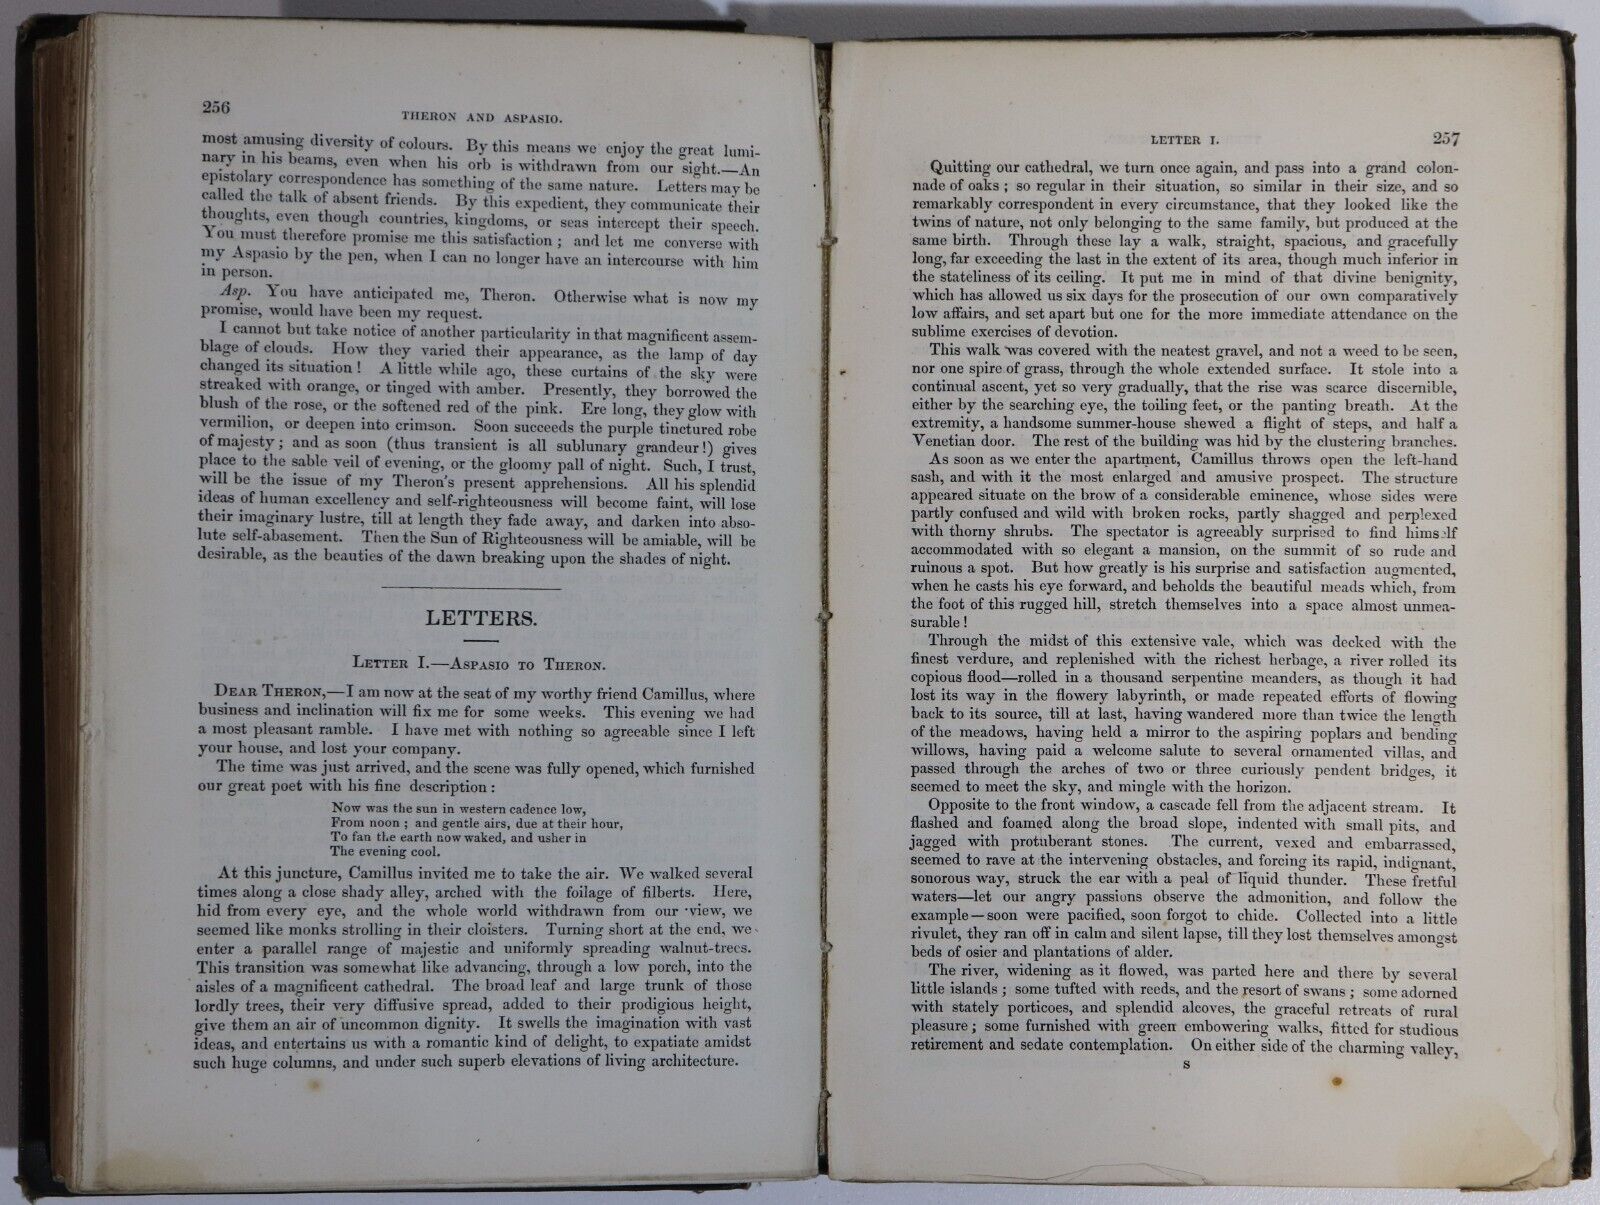 256
THERON AND ASPASIO.
most amusing diversity of colours. By this means we enjoy the great lumi-
nary in his beams, even when his orb is withdrawn from our sight.—An
epistolary correspondence has something of the same nature. Letters may be
called the talk of absent friends. By this expedient, they communicate their
thoughts, even though countries, kingdoms, or seas intercept their speech.
You must therefore promise me this satisfaction; and let me converse with
my Aspasio by the pen, when I can no longer have an intercourse with him
in person.
Asp. You have anticipated me, Theron. Otherwise what is now my
promise, would have been my request.
I cannot but take notice of another particularity in that magnificent assem-
blage of clouds. How they varied their appearance, as the lamp of day
changed its situation! A little while ago, these curtains of the sky were
streaked with orange, or tinged with amber. Presently, they borrowed the
blush of the rose, or the softened red of the pink. Ere long, they glow with
vermilion, or deepen into crimson. Soon succeeds the purple tinctured robe
of majesty; and as soon (thus transient is all sublunary grandeur!) gives
place to the sable veil of evening, or the gloomy pall of night. Such, I trust,
will be the issue of my Theron's present apprehensions. All his splendid
ideas of human excellency and self-righteousness will become faint, will lose
their imaginary lustre, till at length they fade away, and darken into abso-
lute self-abasement. Then the Sun of Righteousness will be amiable, will be
desirable, as the beauties of the dawn breaking upon the shades of night.
LETTERS.
LETTER I.—ASPASIO TO THERON.
DEAR THERON,—I am now at the seat of my worthy friend Camillus, where
business and inclination will fix me for some weeks. This evening we had
a most pleasant ramble. I have met with nothing so agreeable since I left
your house, and lost your company.
The time was just arrived, and the scene was fully opened, which furnished
our great poet with his fine description:
Now was the sun in western cadence low,
From noon; and gentle airs, due at their hour,
To fan the earth now waked, and usher in
The evening cool.
At this juncture, Camillus invited me to take the air. We walked several
times along a close shady alley, arched with the foilage of filberts. Here,
hid from every eye, and the whole world withdrawn from our view, we
seemed like monks strolling in their cloisters. Turning short at the end, we
enter a parallel range of majestic and uniformly spreading walnut-trees.
This transition was somewhat like advancing, through a low porch, into the
aisles of a magnificent cathedral. The broad leaf and large trunk of those
lordly trees, their very diffusive spread, added to their prodigious height,
give them an air of uncommon dignity. It swells the imagination with vast
ideas, and entertains us with a romantic kind of delight, to expatiate amidst
such huge columns, and under such superb elevations of living architecture.
LETTER I.
257
Quitting our cathedral, we turn once again, and pass into a grand colon-
nade of oaks; so regular in their situation, so similar in their size, and so
remarkably correspondent in every circumstance, that they looked like the
twins of nature, not only belonging to the same family, but produced at the
same birth. Through these lay a walk, straight, spacious, and gracefully
long, far exceeding the last in the extent of its area, though much inferior in
the stateliness of its ceiling. It put me in mind of that divine benignity,
which has allowed us six days for the prosecution of our own comparatively
low affairs, and set apart but one for the more immediate attendance on the
sublime exercises of devotion.
This walk was covered with the neatest gravel, and not a weed to be seen,
nor one spire of grass, through the whole extended surface. It stole into a
continual ascent, yet so very gradually, that the rise was scarce discernible,
either by the searching eye, the toiling feet, or the panting breath. At the
extremity, a handsome summer-house shewed a flight of steps, and half a
Venetian door. The rest of the building was hid by the clustering branches.
As soon as we enter the apartment, Camillus throws open the left-hand
sash, and with it the most enlarged and amusive prospect. The structure
appeared situate on the brow of a considerable eminence, whose sides were
partly confused and wild with broken rocks, partly shagged and perplexed
with thorny shrubs. The spectator is agreeably surprised to find himself
accommodated with so elegant a mansion, on the summit of so rude and
ruinous a spot. But how greatly is his surprise and satisfaction augmented,
when he casts his eye forward, and beholds the beautiful meads which, from
the foot of this rugged hill, stretch themselves into a space almost unmea-
surable!
Through the midst of this extensive vale, which was decked with the
finest verdure, and replenished with the richest herbage, a river rolled its
copious flood—rolled in a thousand serpentine meanders, as though it had
lost its way in the flowery labyrinth, or made repeated efforts of flowing
back to its source, till at last, having wandered more than twice the length
of the meadows, having held a mirror to the aspiring poplars and bending
willows, having paid a welcome salute to several ornamented villas, and
passed through the arches of two or three curiously pendent bridges, it
seemed to meet the sky, and mingle with the horizon.
Opposite to the front window, a cascade fell from the adjacent stream. It
flashed and foamed along the broad slope, indented with small pits, and
jagged with protuberant stones. The current, vexed and embarrassed,
seemed to rave at the intervening obstacles, and forcing its rapid, indignant,
sonorous way, struck the ear with a peal of liquid thunder. These fretful
waters—let our angry passions observe the admonition, and follow the
example—soon were pacified, soon forgot to chide. Collected into a little
rivulet, they ran off in calm and silent lapse, till they lost themselves amongst
beds of osier and plantations of alder.
The river, widening as it flowed, was parted here and there by several
little islands; some tufted with reeds, and the resort of swans; some adorned
with stately porticoes, and splendid alcoves, the graceful retreats of rural
pleasure; some furnished with green embowering walks, fitted for studious
retirement and sedate contemplation. On either side of the charming valley,
S